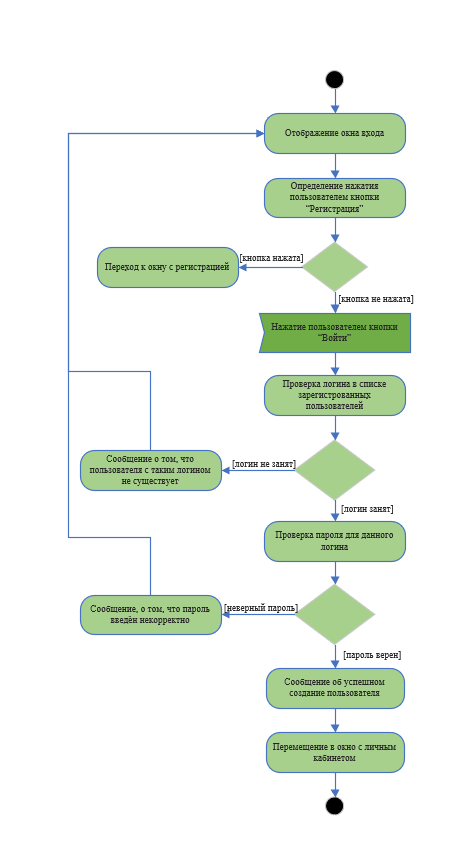 Отображение окна входа
Определение нажатия
пользователем кнопки
“Регистрация”
[кнопка нажата]
Переход к окну с регистрацией
[кнопка не нажата]
Нажатие пользователем кнопки
“Войти”
Проверка логина в списке
зарегистрованных
пользователей
[логин не занят]
Сообщение о том, что
пользователя с таким логином
не существует
[логин занят]
Проверка пароля для данного
логина
[неверный пароль]
Сообщение, о том, что пароль
введён некорректно
[пароль верен]
Сообщение об успешном
создание пользователя
Перемещение в окно с личным
кабинетом